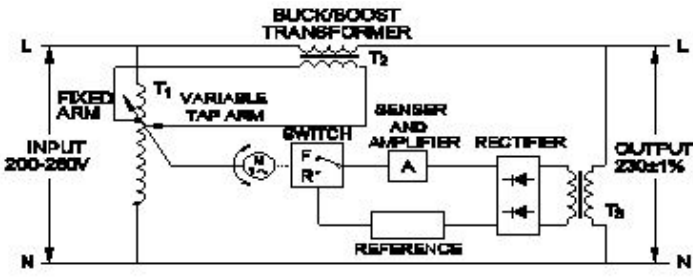 BUCK/BOOST
TRANSFORMER
L
L
T2
T1
FIXED
ARM
VARIABLE
TAP ARM
SENSER
AND
AMPLIFIER
SWITCH
RECTIFIER
INPUT
200-260V
OUTPUT
230±1%
M
F
R
A
T3
REFERENCE
N
N